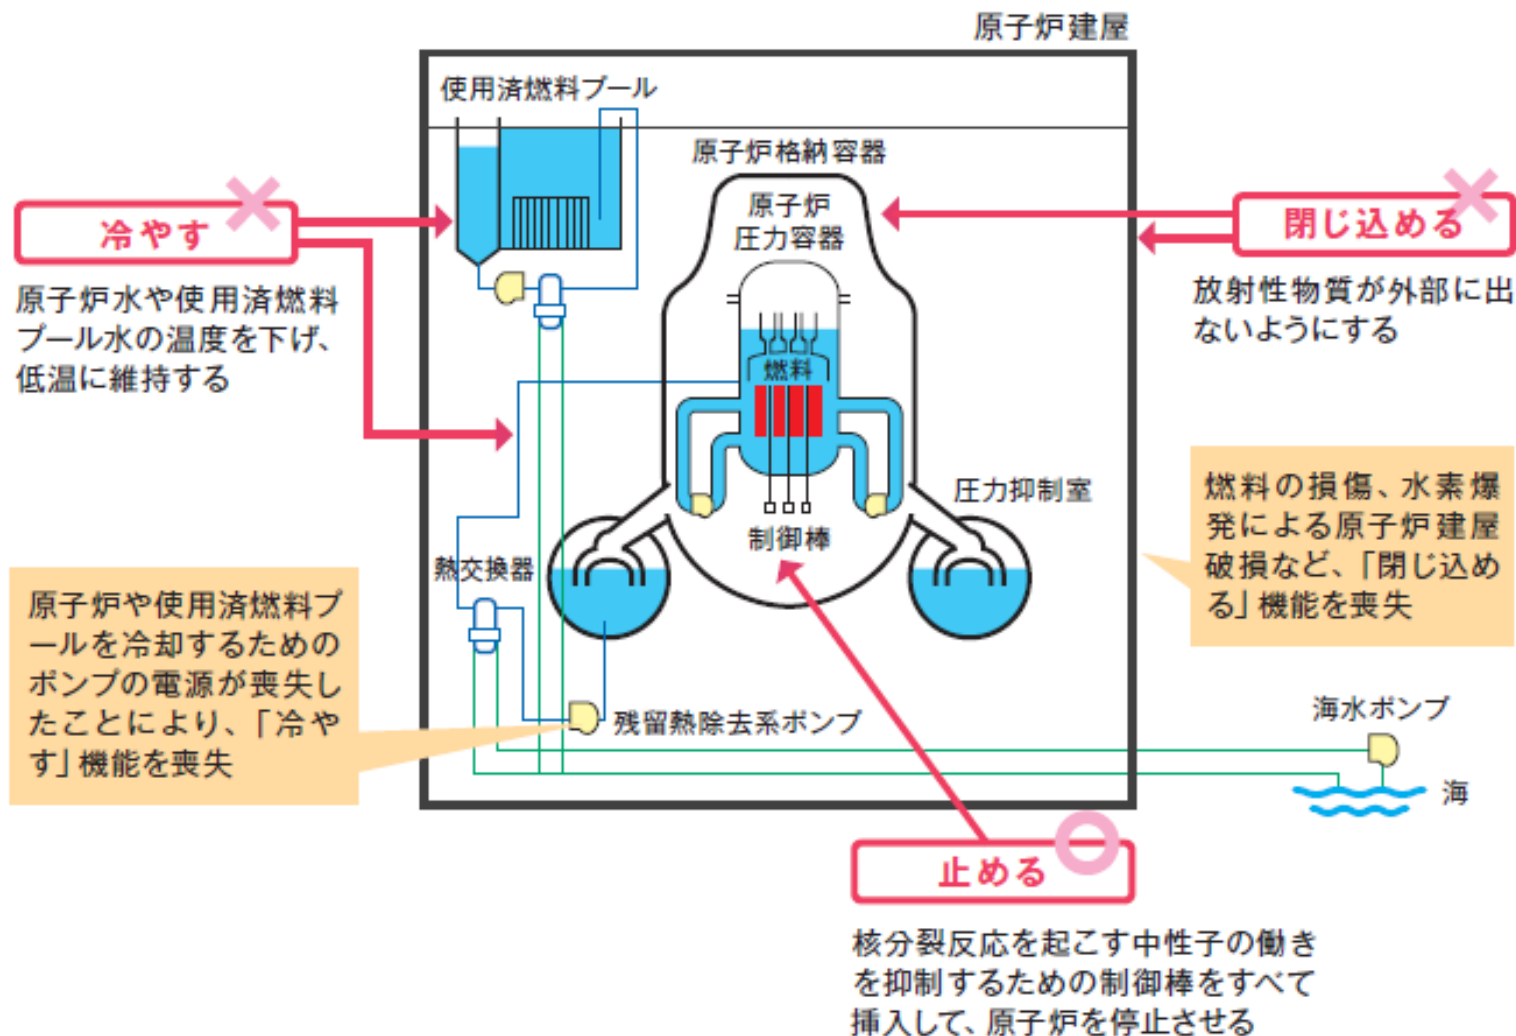 原子炉建屋
使用済燃料プール
原子炉格納容器
原子炉
圧力容器
冷やす
閉じ込める
原子炉水や使用済燃料
プール水の温度を下げ、
低温に維持する
放射性物質が外部に出
ないようにする
燃料
圧力抑制室
制御棒
熱交換器
燃料の損傷、水素爆
発による原子炉建屋
破損など、「閉じ込め
る」機能を喪失
原子炉や使用済燃料プ
ールを冷却するための
ポンプの電源が喪失し
たことにより、「冷や
す」機能を喪失
残留熱除去系ポンプ
海水ポンプ
海
止める
核分裂反応を起こす中性子の働き
を抑制するための制御棒をすべて
挿入して、原子炉を停止させる